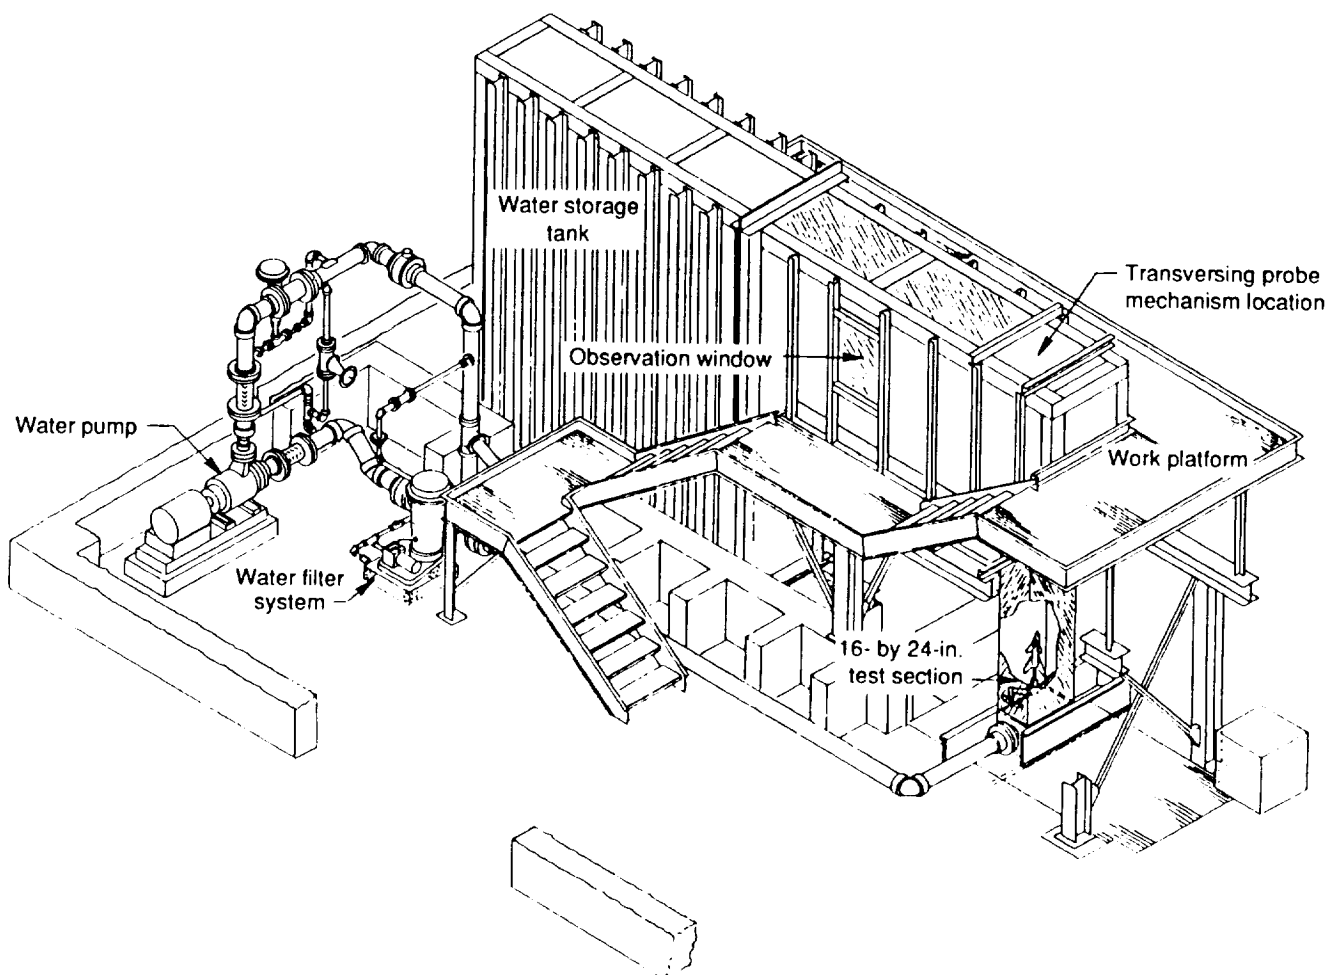 Water storage
tank
Transversing probe
mechanism location
Observation window
Water pump
Work platform
Water filter
system
16- by 24-in.
test section